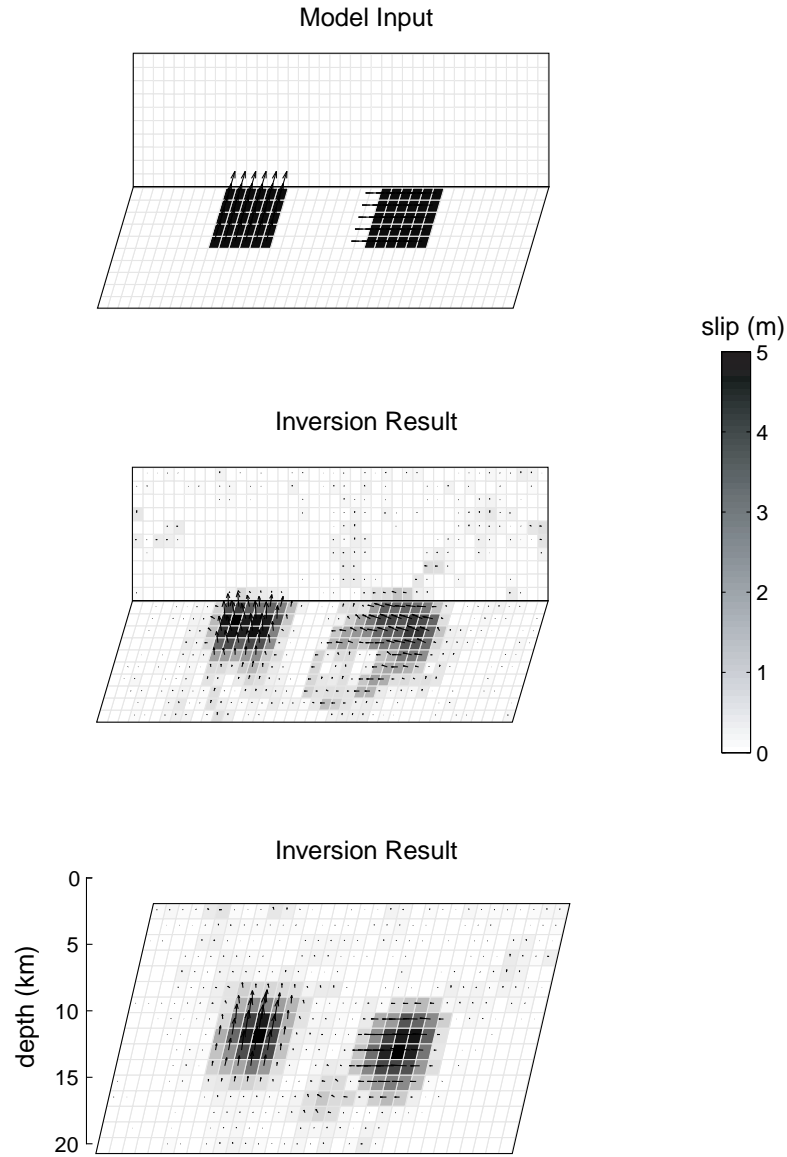 Model Input
slip (m)
5
4
3
2
1
0
Inversion Result
Inversion Result
depth (km)
0
5
10
15
20